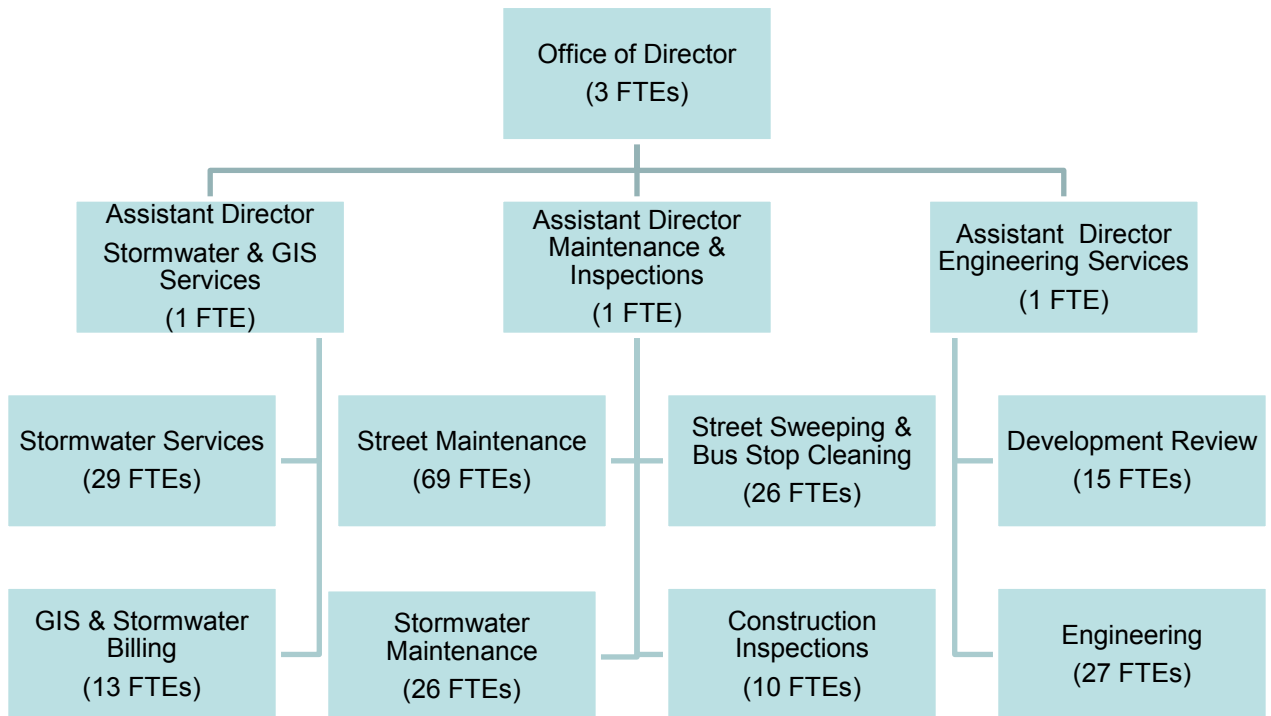 Office of Director
(3 FTEs)
Assistant Director
Stormwater & GIS
Services
(1 FTE)
Assistant Director
Maintenance &
Inspections
(1 FTE)
Assistant Director
Engineering Services
(1 FTE)
Stormwater Services
(29 FTEs)
Street Maintenance
(69 FTEs)
Street Sweeping &
Bus Stop Cleaning
(26 FTEs)
Development Review
(15 FTEs)
GIS & Stormwater
Billing
(13 FTEs)
Stormwater
Maintenance
(26 FTEs)
Construction
Inspections
(10 FTEs)
Engineering
(27 FTEs)